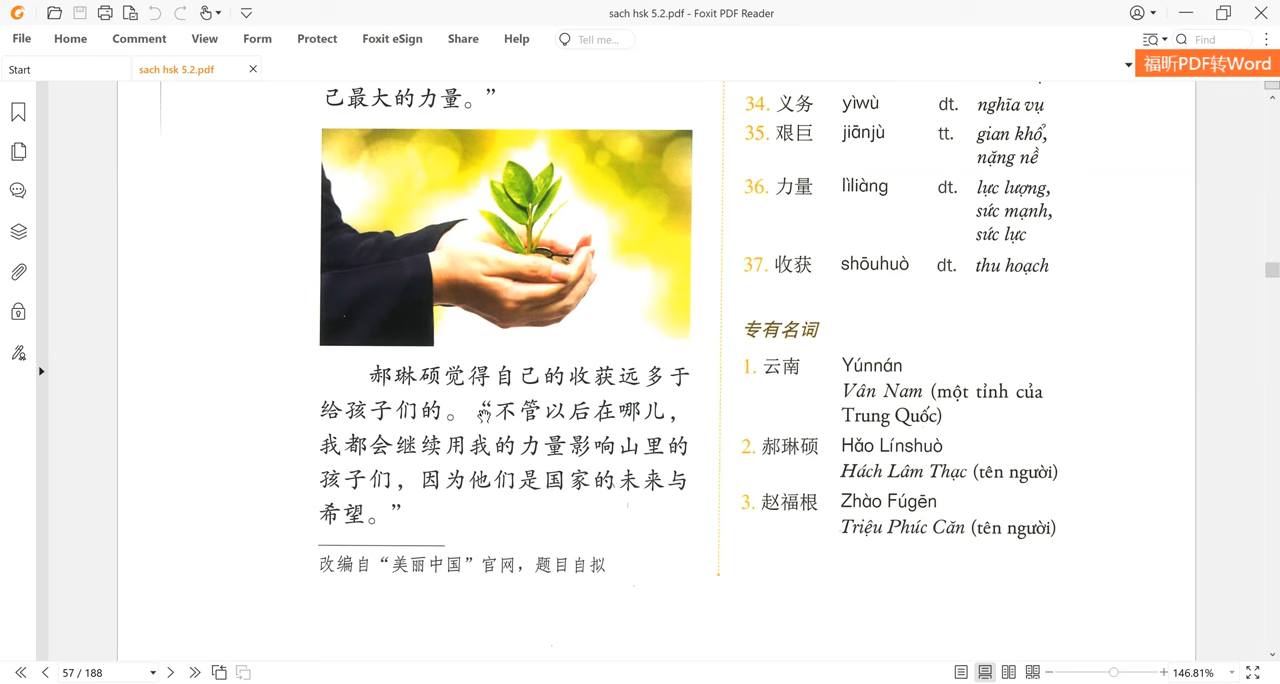 sach hsk 5.2.pdf - Foxit PDF Reader
File Home Comment View Form Protect Foxit eSign Share Help Tell me... Find
Start sach hsk 5.2.pdf 福昕PDF转Word
己最大的力量。”
郝琳硕觉得自己的收获远多于
给孩子们的。“不管以后在哪儿，
我都会继续用我的力量影响山里的
孩子们，因为他们是国家的未来与
希望。”
改编自“美丽中国”官网，题目自拟
34. 义务 yìwù dt. nghĩa vụ
35. 艰巨 jiānjù tt. gian khổ,
nặng nề
36. 力量 lìliàng dt. lực lượng,
sức mạnh,
sức lực
37. 收获 shōuhuò dt. thu hoạch
专有名词
1. 云南 Yúnnán
Vân Nam (một tỉnh của
Trung Quốc)
2. 郝琳硕 Hǎo Línshuò
Hách Lâm Thạc (tên người)
3. 赵福根 Zhào Fúgēn
Triệu Phúc Căn (tên người)
57 / 188 146.81%